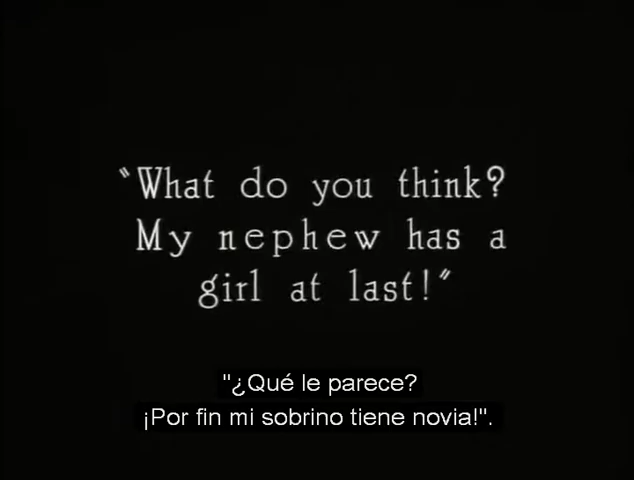 “What do you think?
My nephew has a
girl at last!”
"¿Qué le parece?
¡Por fin mi sobrino tiene novia!".